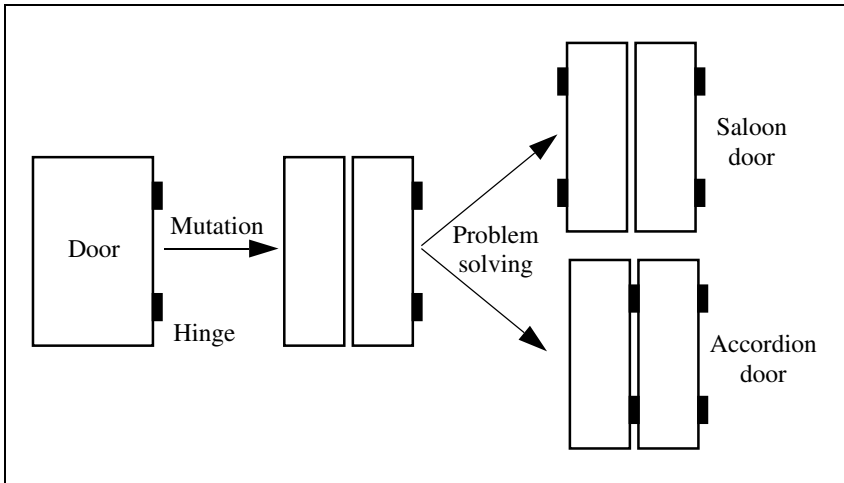 Door
Mutation
Hinge
Problem
solving
Saloon
door
Accordion
door